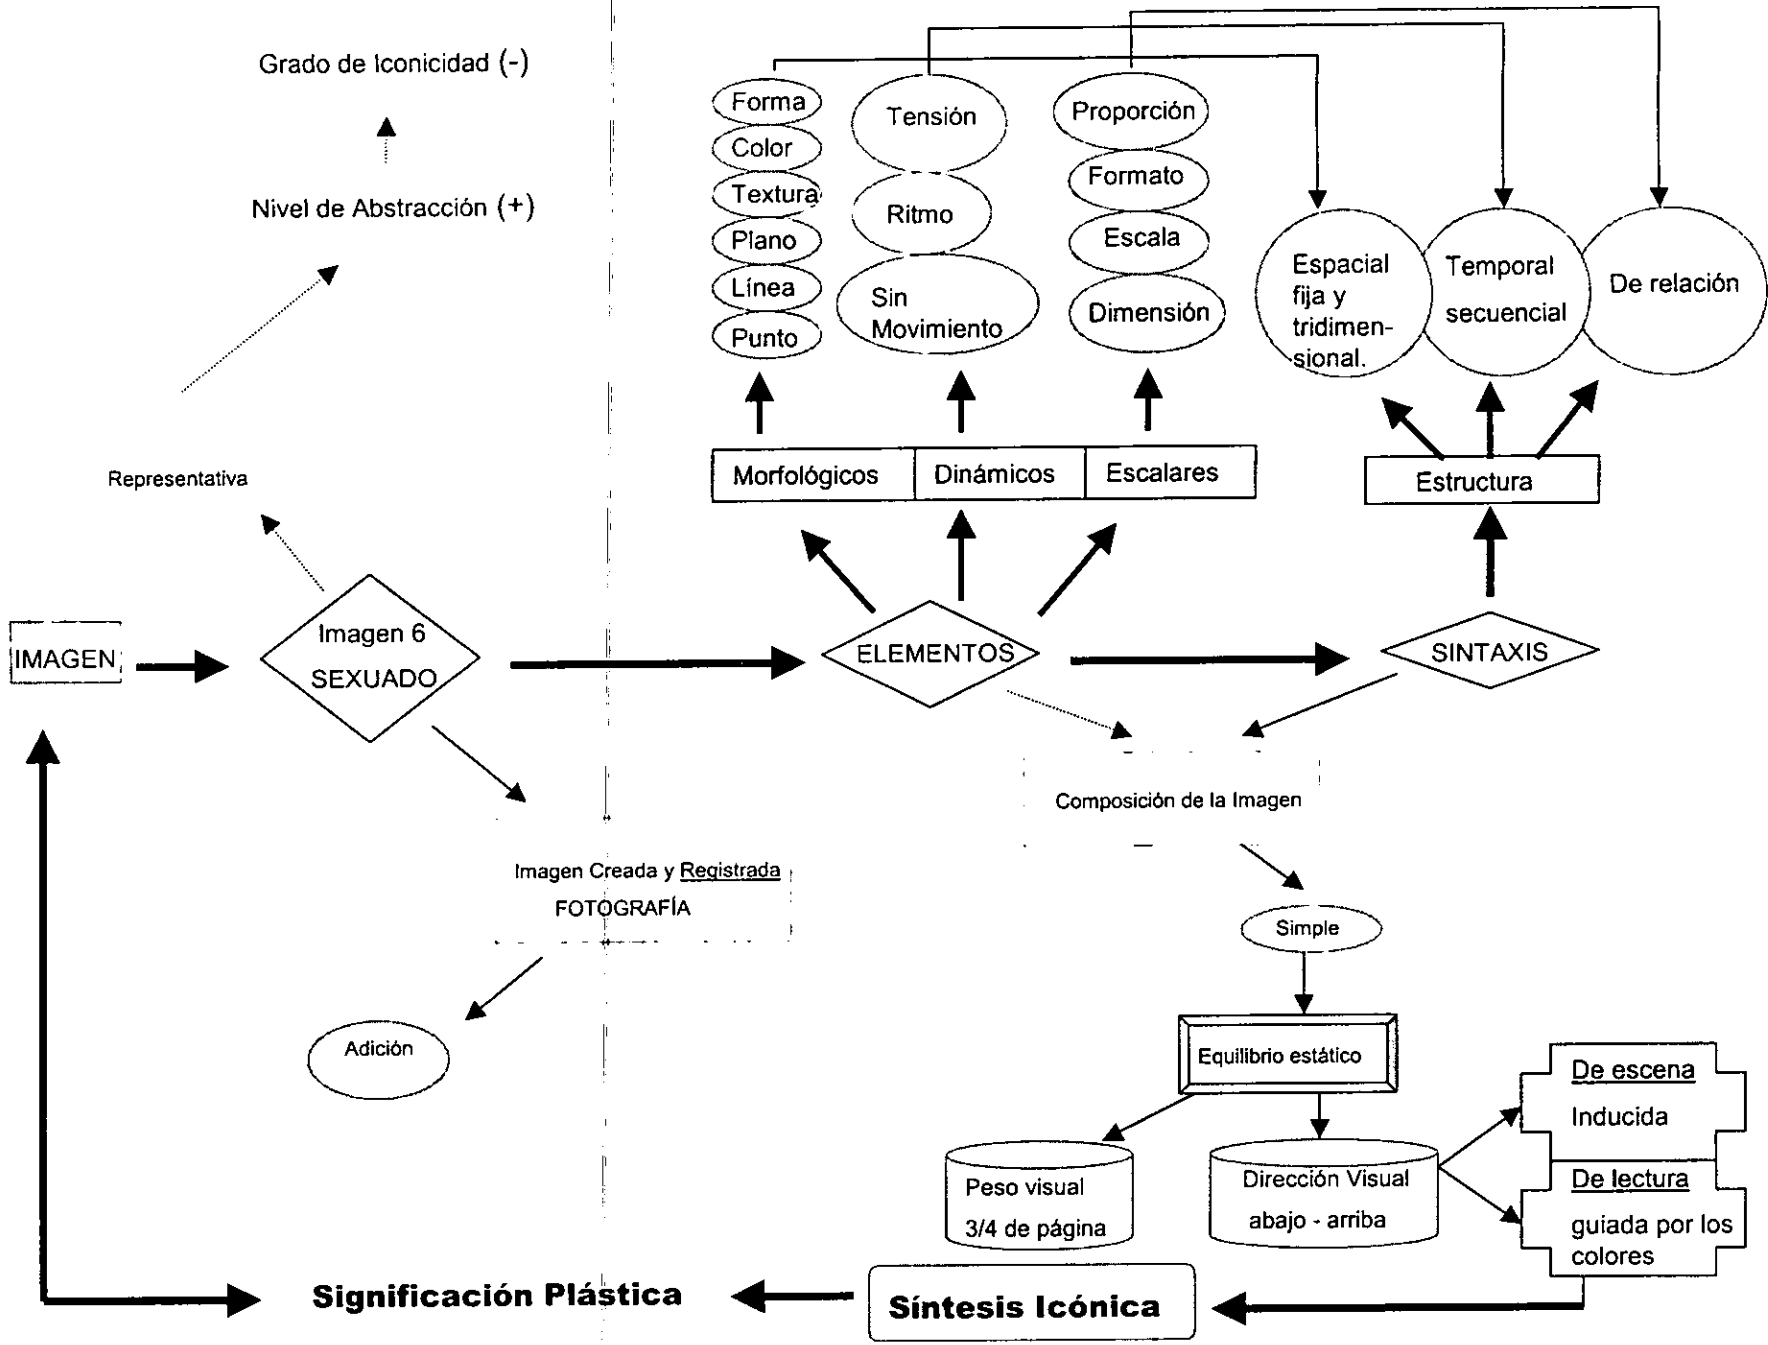 Grado de Iconicidad (-)
Nivel de Abstracción (+)
Representativa
IMAGEN
Imagen 6
SEXUADO
Imagen Creada y Registrada
FOTOGRAFÍA
Adición
Forma
Color
Textura
Plano
Línea
Punto
Tensión
Ritmo
Sin
Movimiento
Proporción
Formato
Escala
Dimensión
Espacial
fija y
tridimen-
sional.
Temporal
secuencial
De relación
Morfológicos
Dinámicos
Escalares
Estructura
ELEMENTOS
SINTAXIS
Composición de la Imagen
Simple
Equilibrio estático
Peso visual
3/4 de página
Dirección Visual
abajo - arriba
De escena
Inducida
De lectura
guiada por los
colores
Síntesis Icónica
Significación Plástica